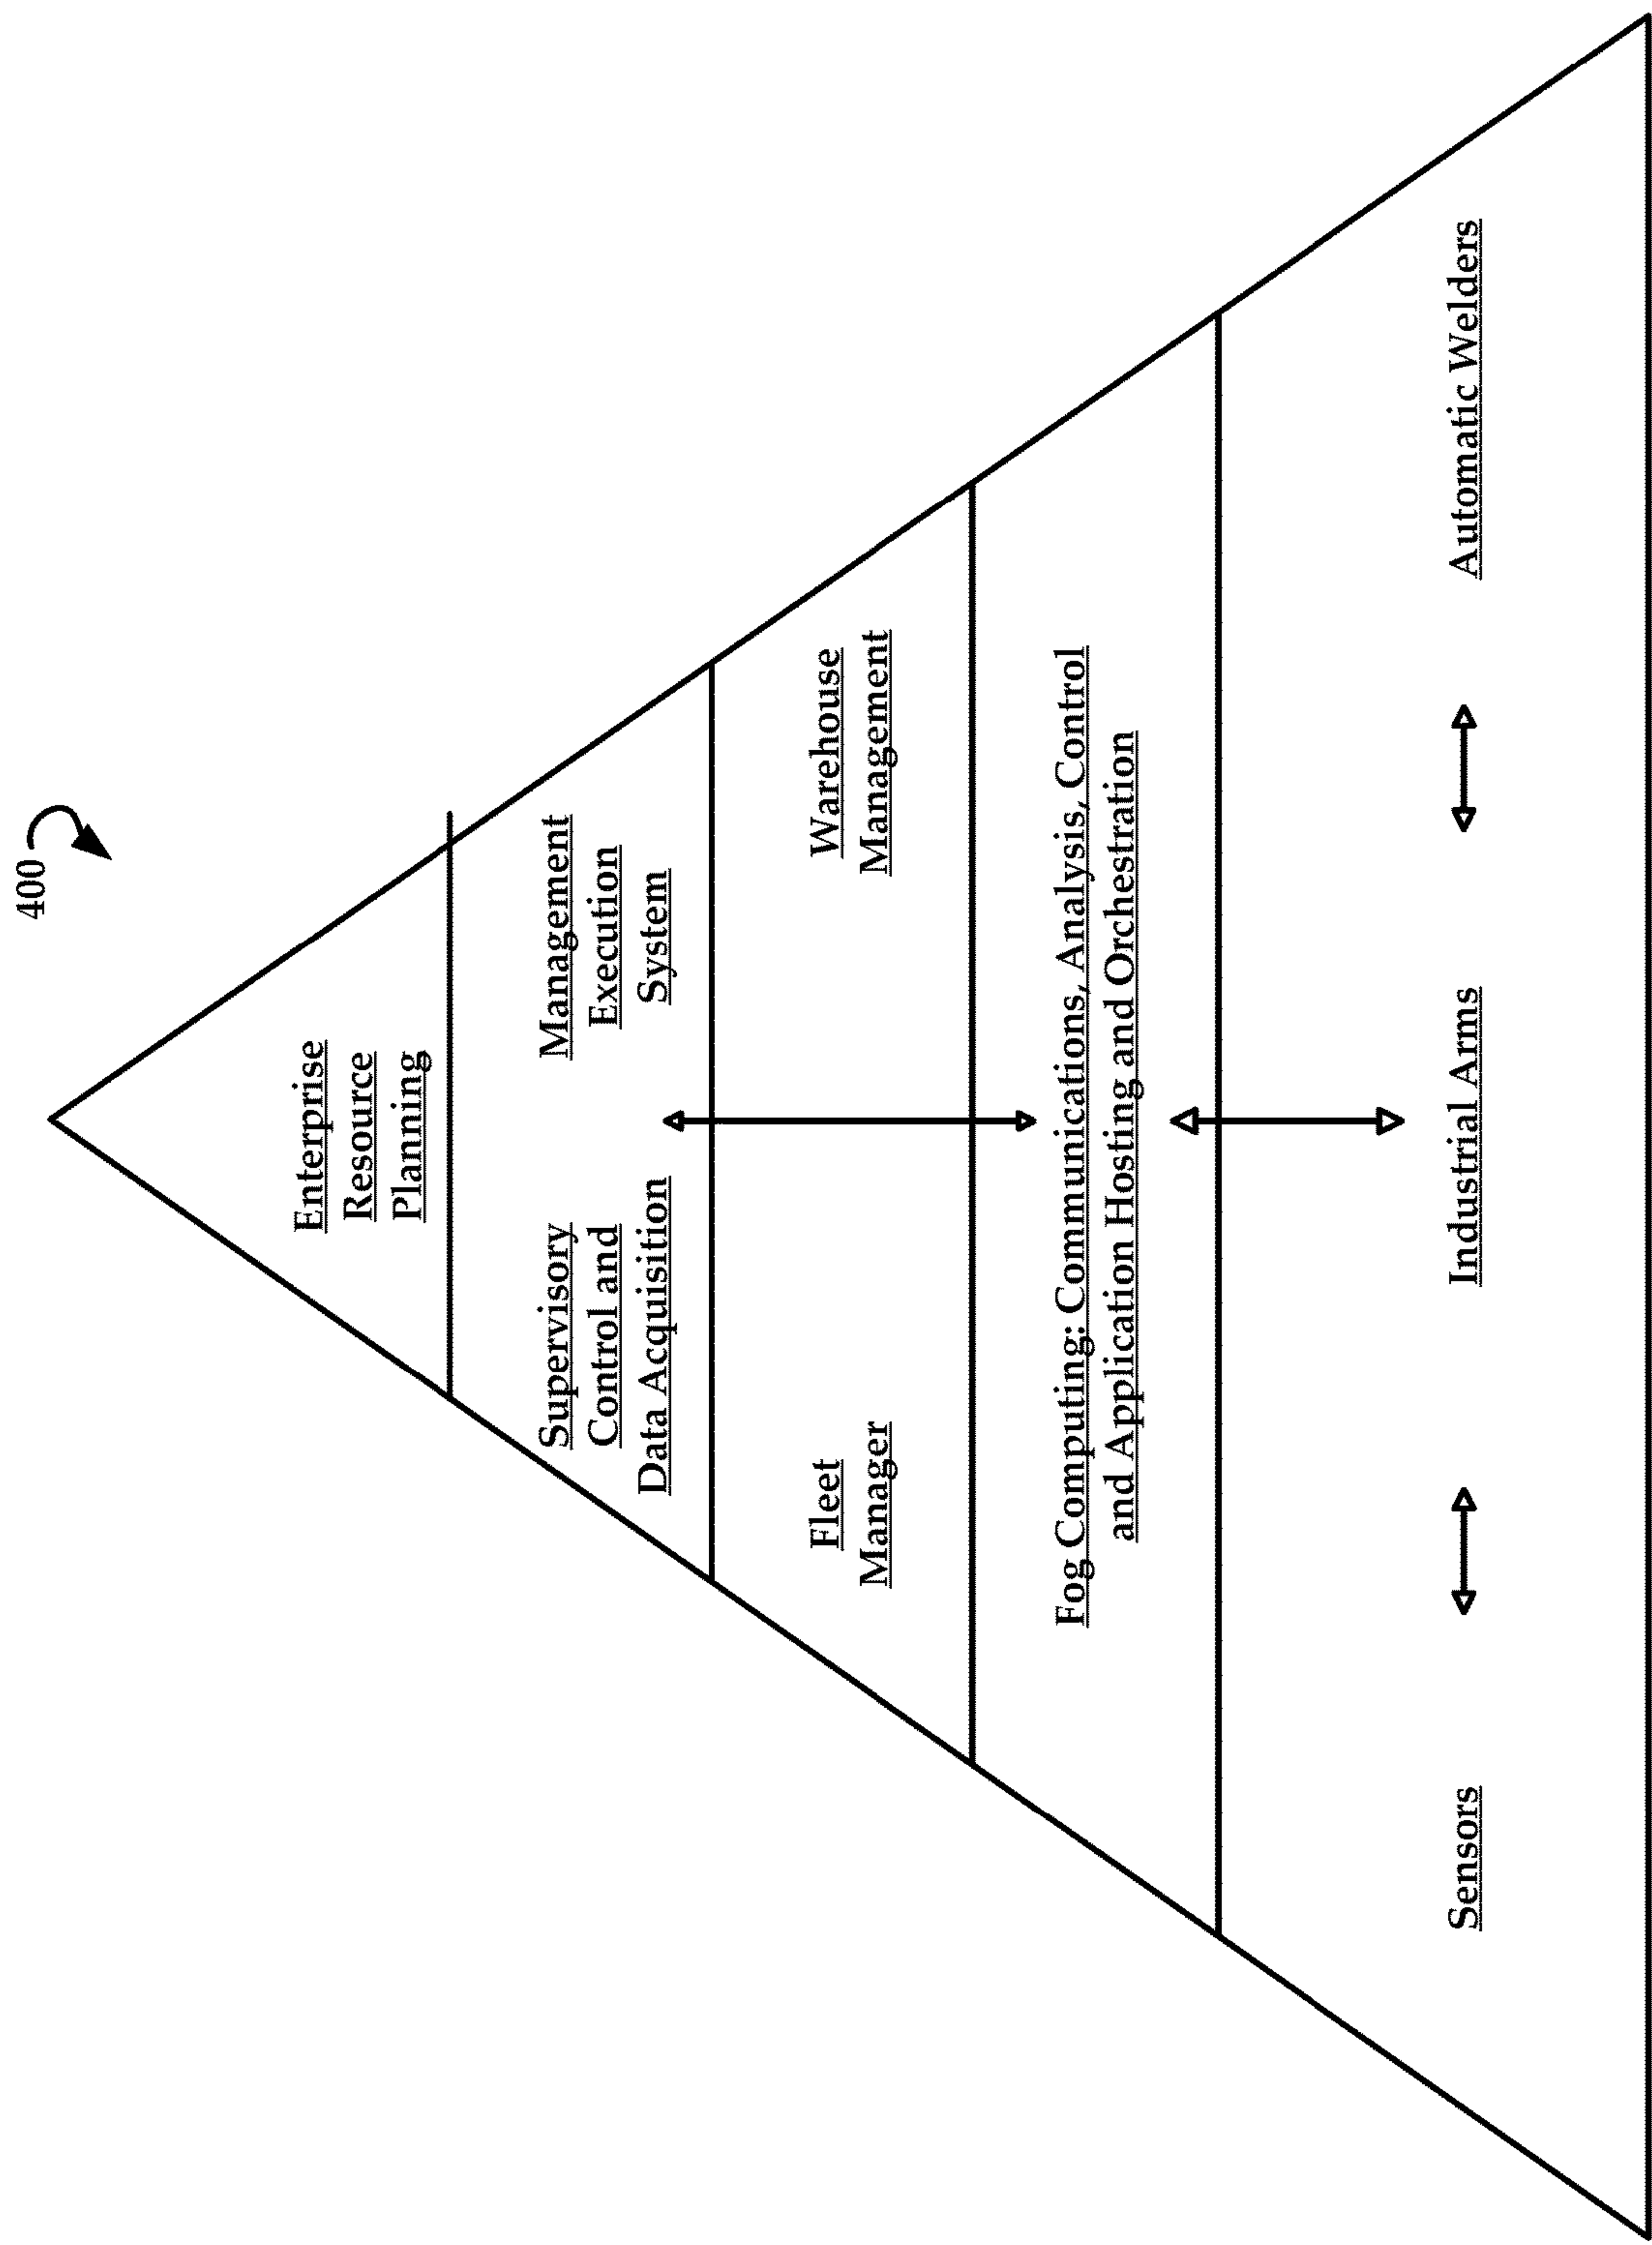 400
Enterprise
Resource
Planning
Supervisory
Control and
Data Acquisition
Management
Execution
System
Fleet
Manager
Warehouse
Management
Fog Computing: Communications, Analysis, Control
and Application Hosting and Orchestration
Sensors
Industrial Arms
Automatic Welders